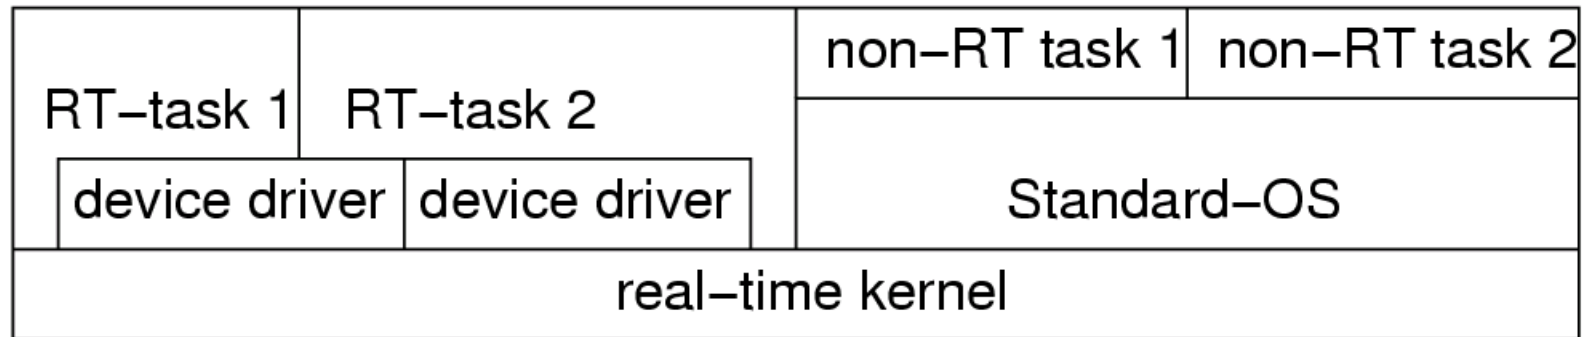 non–RT task 1 non–RT task 2
RT–task 1 RT–task 2
device driver device driver Standard–OS
real–time kernel